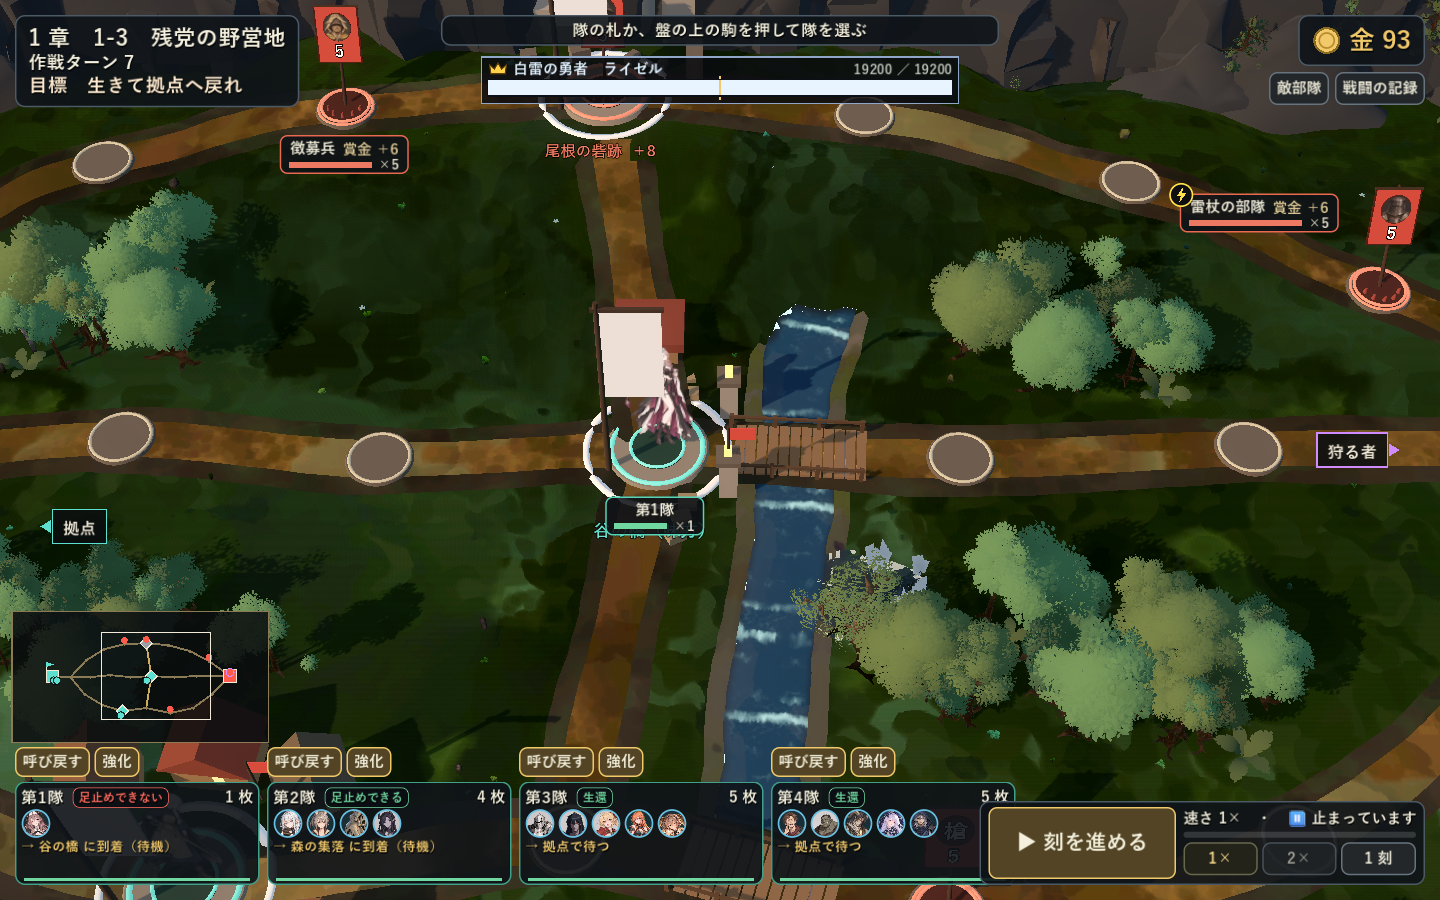 1 章　1-3　残党の野営地
作戦ターン 7
目標　生きて拠点へ戻れ
5
隊の札か、盤の上の駒を押して隊を選ぶ
白雷の勇者　ライゼル　19200 ／ 19200
金 93
敵部隊　戦闘の記録
徴募兵　賞金 +6
×5
尾根の砦跡　+8
雷杖の部隊　賞金 +6
×5
5
狩る者
拠点
第1隊
×1
呼び戻す　強化　呼び戻す　強化　呼び戻す　強化　呼び戻す　強化
第1隊　足止めできない　1 枚
→ 谷の橋 に到着（待機）
第2隊　足止めできる　4 枚
→ 森の集落 に到着（待機）
第3隊　生還　5 枚
→ 拠点で待つ
第4隊　生還　5 枚
→ 拠点で待つ
槍
5
▶ 刻を進める
速さ 1×　・　止まっています
1×　2×　1 刻